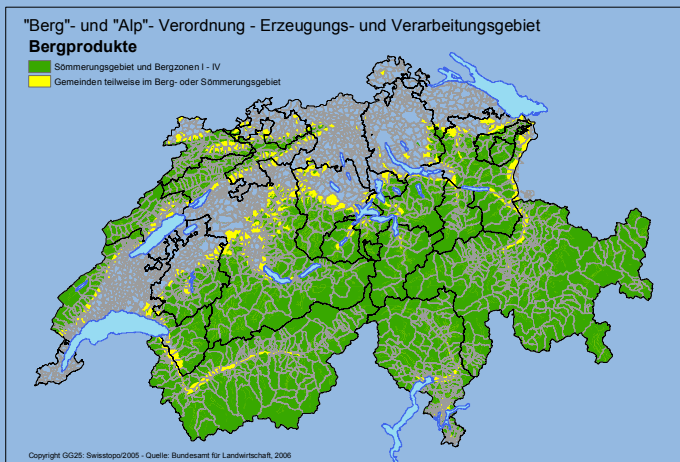 "Berg"- und "Alp"- Verordnung - Erzeugungs- und Verarbeitungsgebiet
Bergprodukte
Sömmerungsgebiet und Bergzonen I - IV
Gemeinden teilweise im Berg- oder Sömmerungsgebiet
Copyright GG25: Swisstopo/2005 - Quelle: Bundesamt für Landwirtschaft, 2006